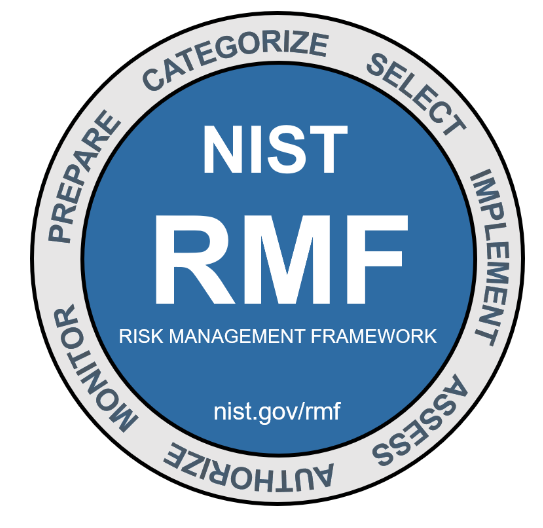 PREPARE CATEGORIZE SELECT IMPLEMENT ASSESS AUTHORIZE MONITOR
NIST
RMF
RISK MANAGEMENT FRAMEWORK
nist.gov/rmf